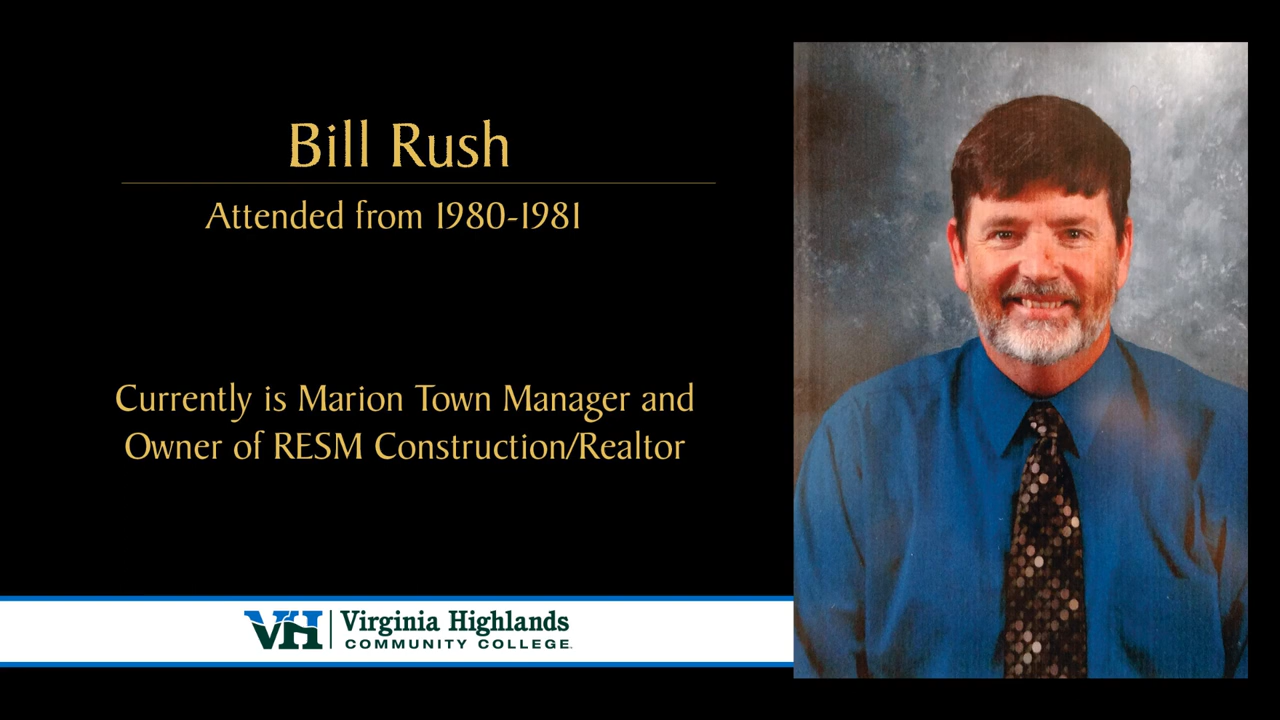 Bill Rush
Attended from 1980-1981
Currently is Marion Town Manager and
Owner of RESM Construction/Realtor
VH
Virginia Highlands
COMMUNITY COLLEGE